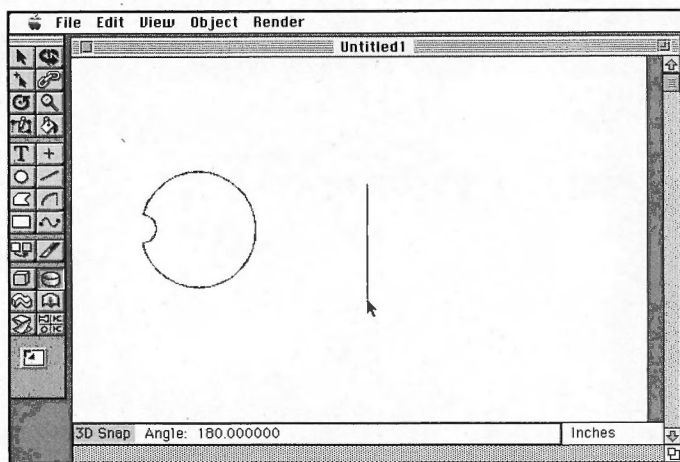 File Edit View Object Render
Untitled1
T
3D Snap Angle: 180.000000 Inches